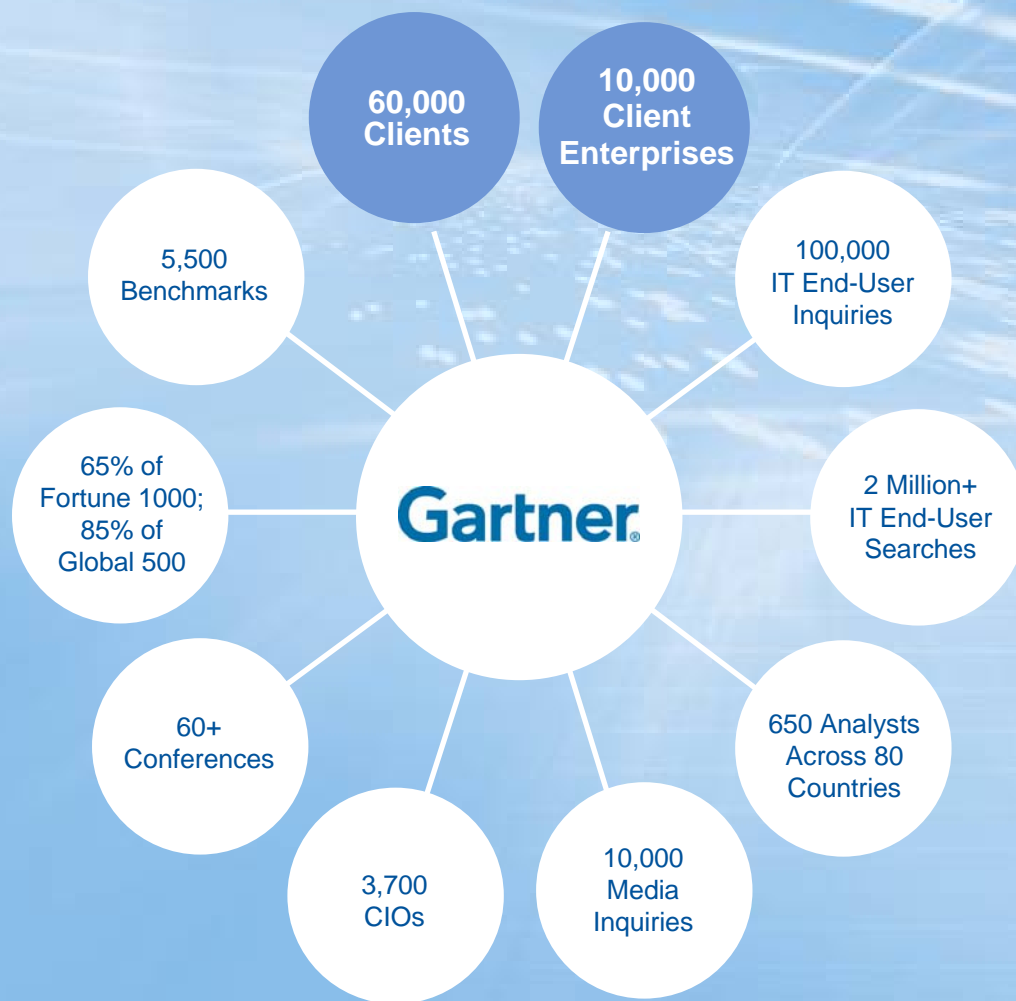 60,000
Clients
10,000
Client
Enterprises
5,500
Benchmarks
100,000
IT End-User
Inquiries
65% of
Fortune 1000;
85% of
Global 500
Gartner®
2 Million+
IT End-User
Searches
60+
Conferences
650 Analysts
Across 80
Countries
3,700
CIOs
10,000
Media
Inquiries